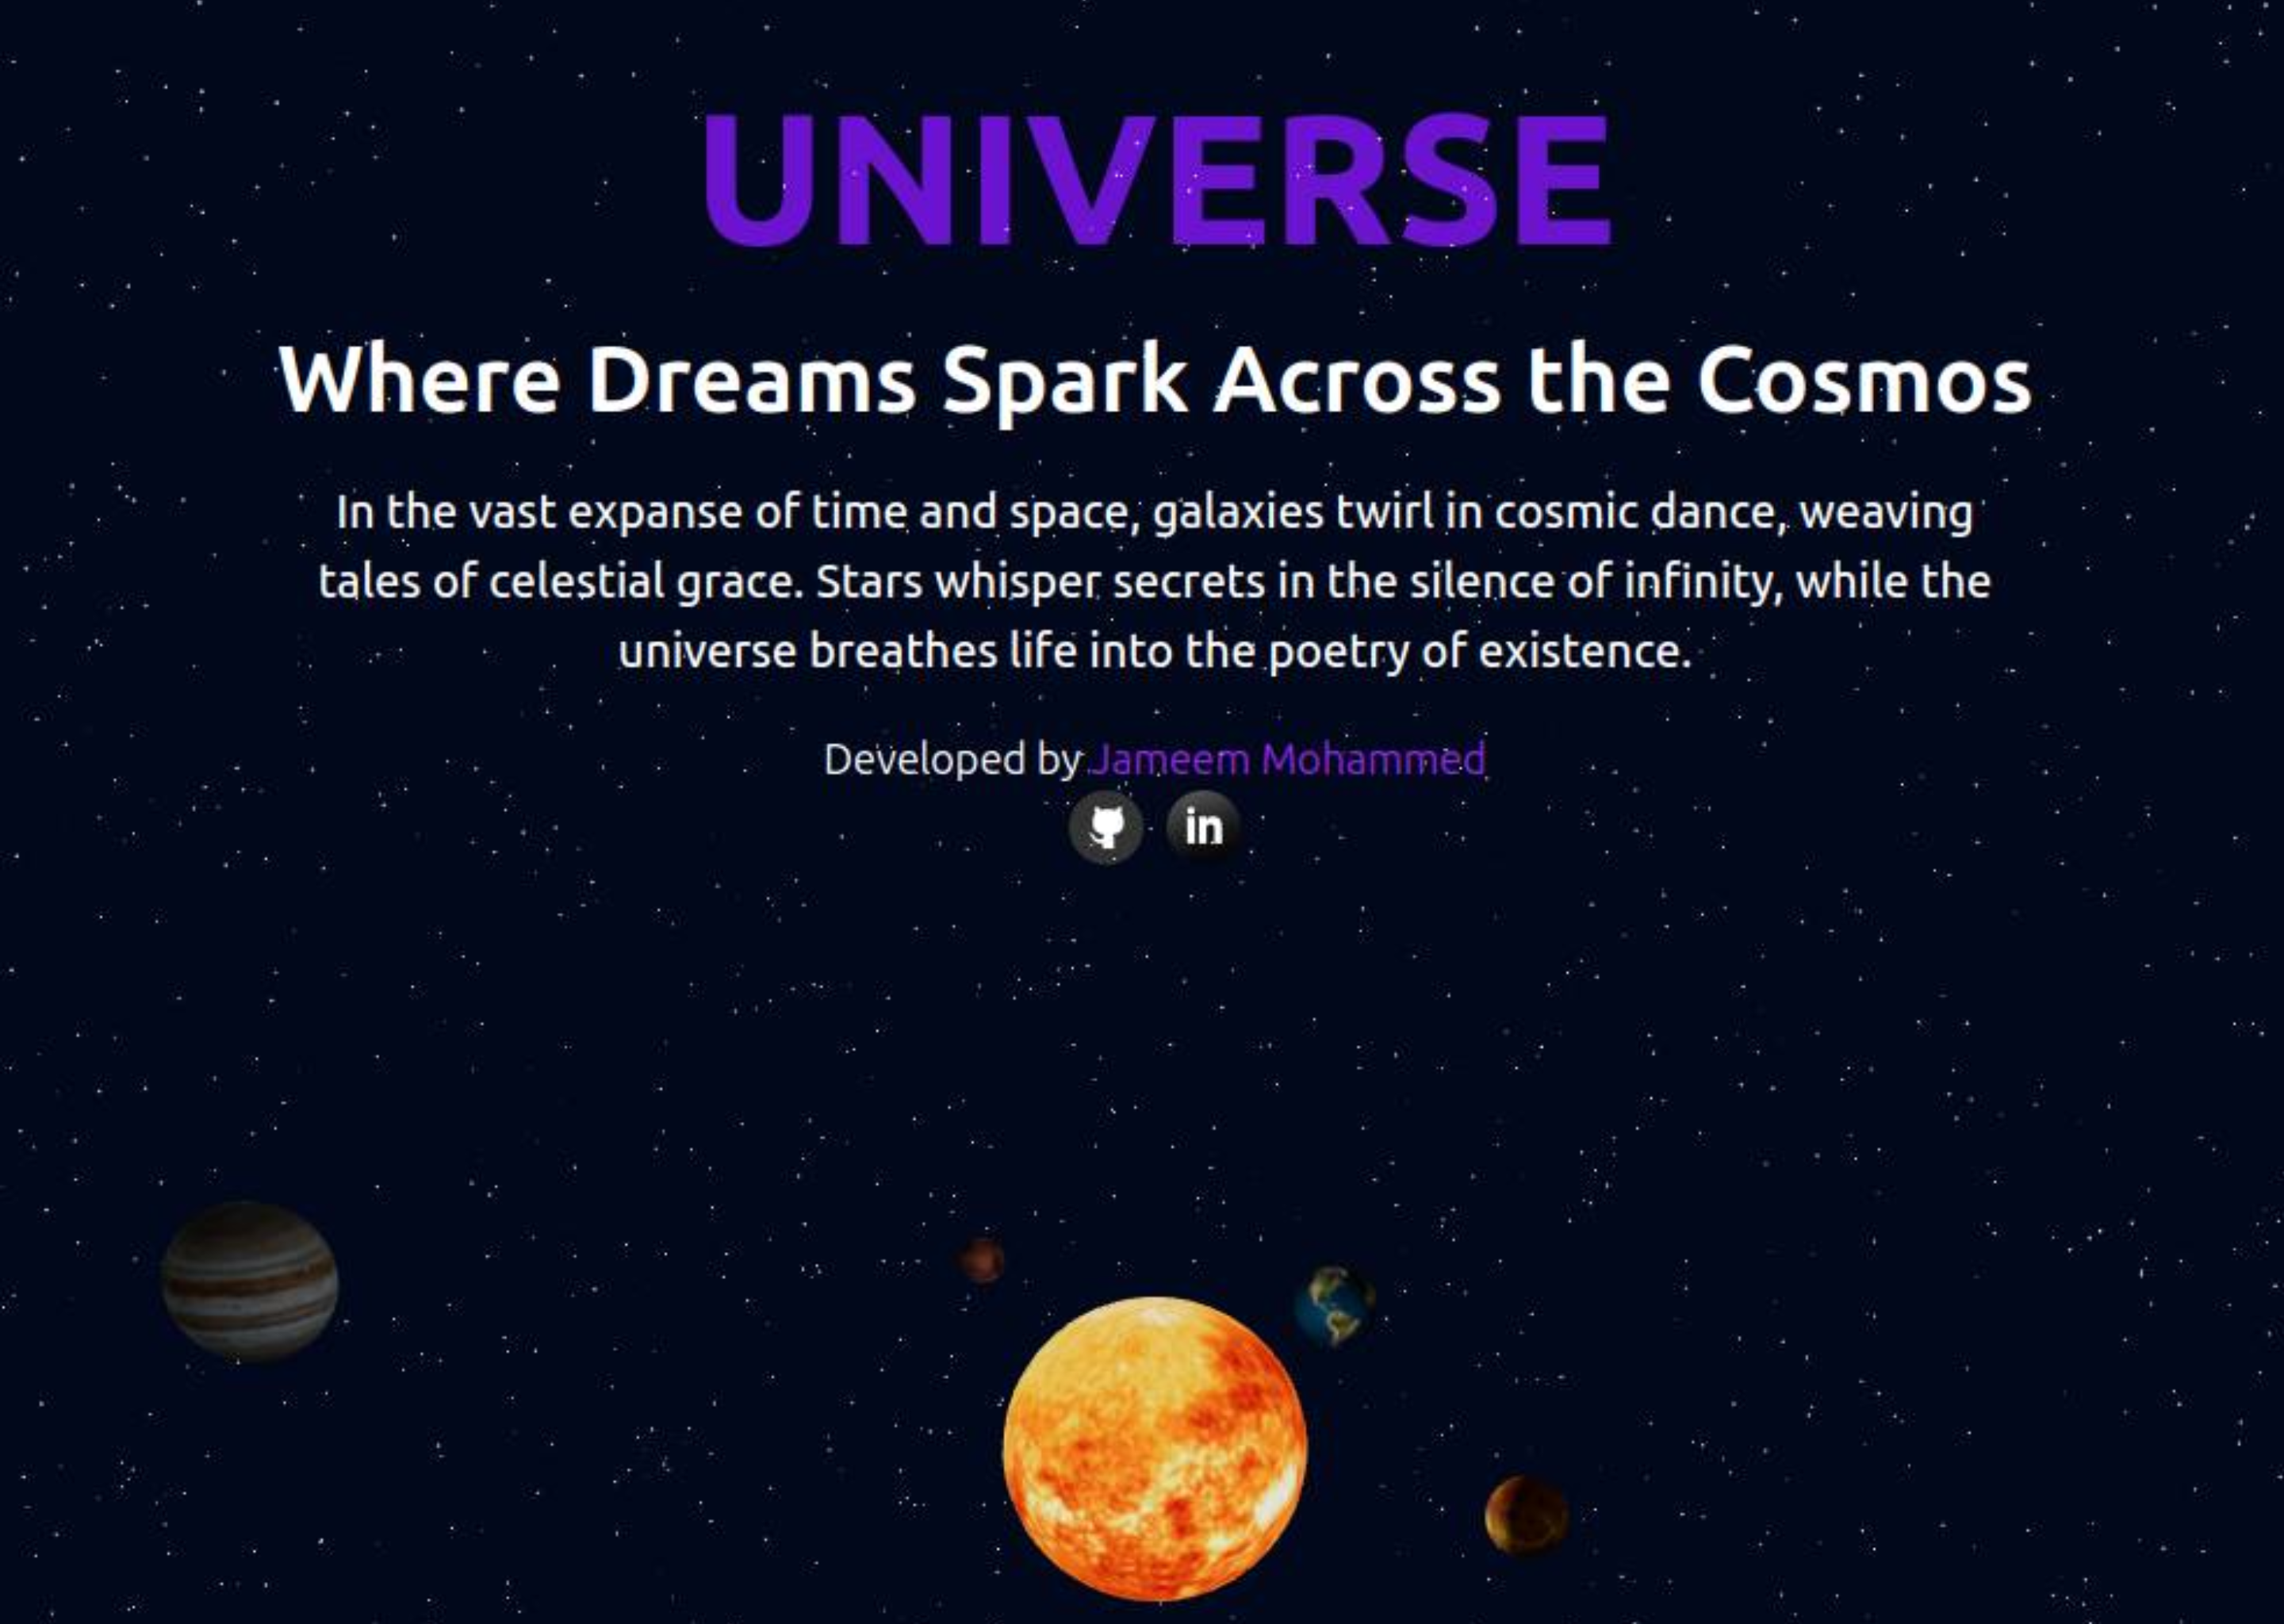 UNIVERSE
Where Dreams Spark Across the Cosmos
In the vast expanse of time and space, galaxies twirl in cosmic dance, weaving
tales of celestial grace. Stars whisper secrets in the silence of infinity, while the
universe breathes life into the poetry of existence.
Developed by Jameem Mohammed
in